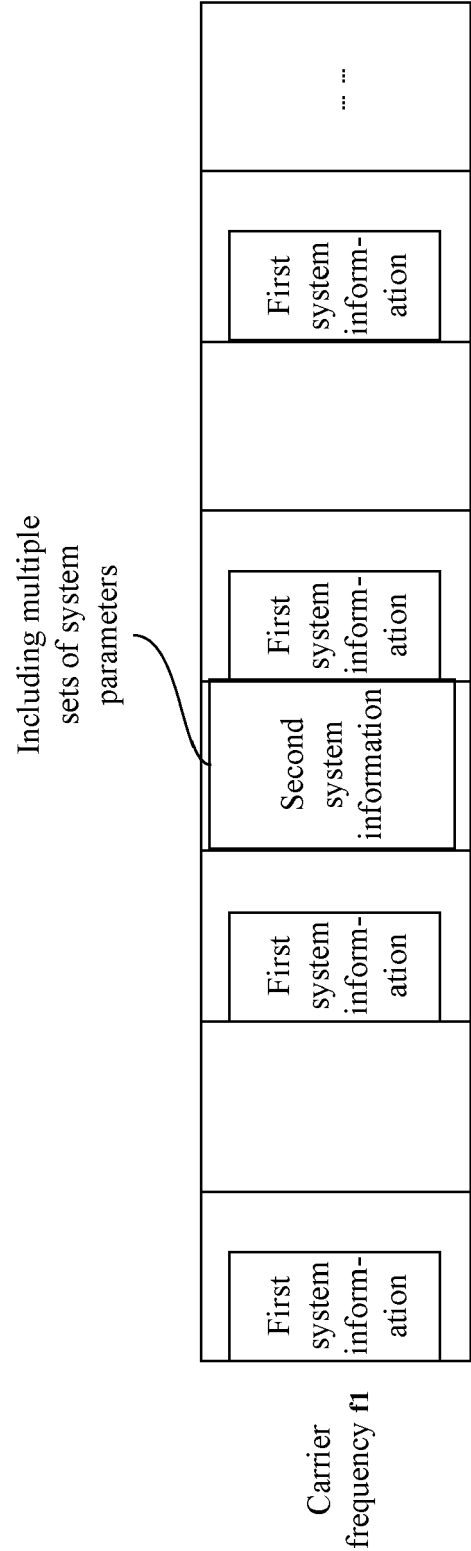 Including multiple
sets of system
parameters
Carrier
frequency f1
First
system
inform-
ation
First
system
inform-
ation
Second
system
information
First
system
inform-
ation
First
system
inform-
ation
... ...